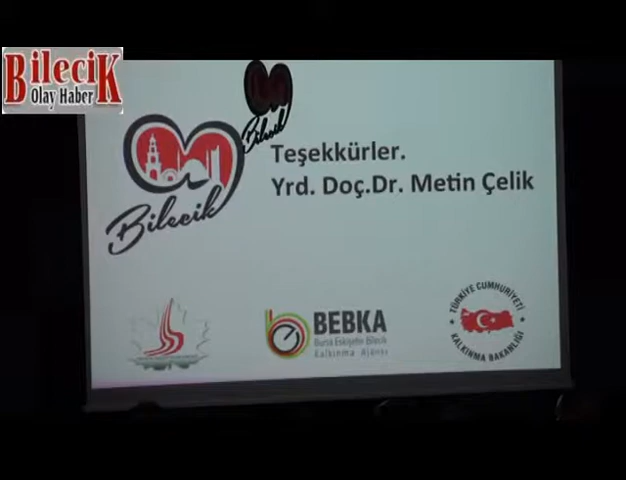 Bilecik
Olay Haber
Bilecik
Teşekkürler.
Yrd. Doç.Dr. Metin Çelik
Bilecik
BEBKA
Bursa Eskişehir Bilecik
Kalkınma Ajansı
TÜRKİYE CUMHURİYETİ
KALKINMA BAKANLIĞI